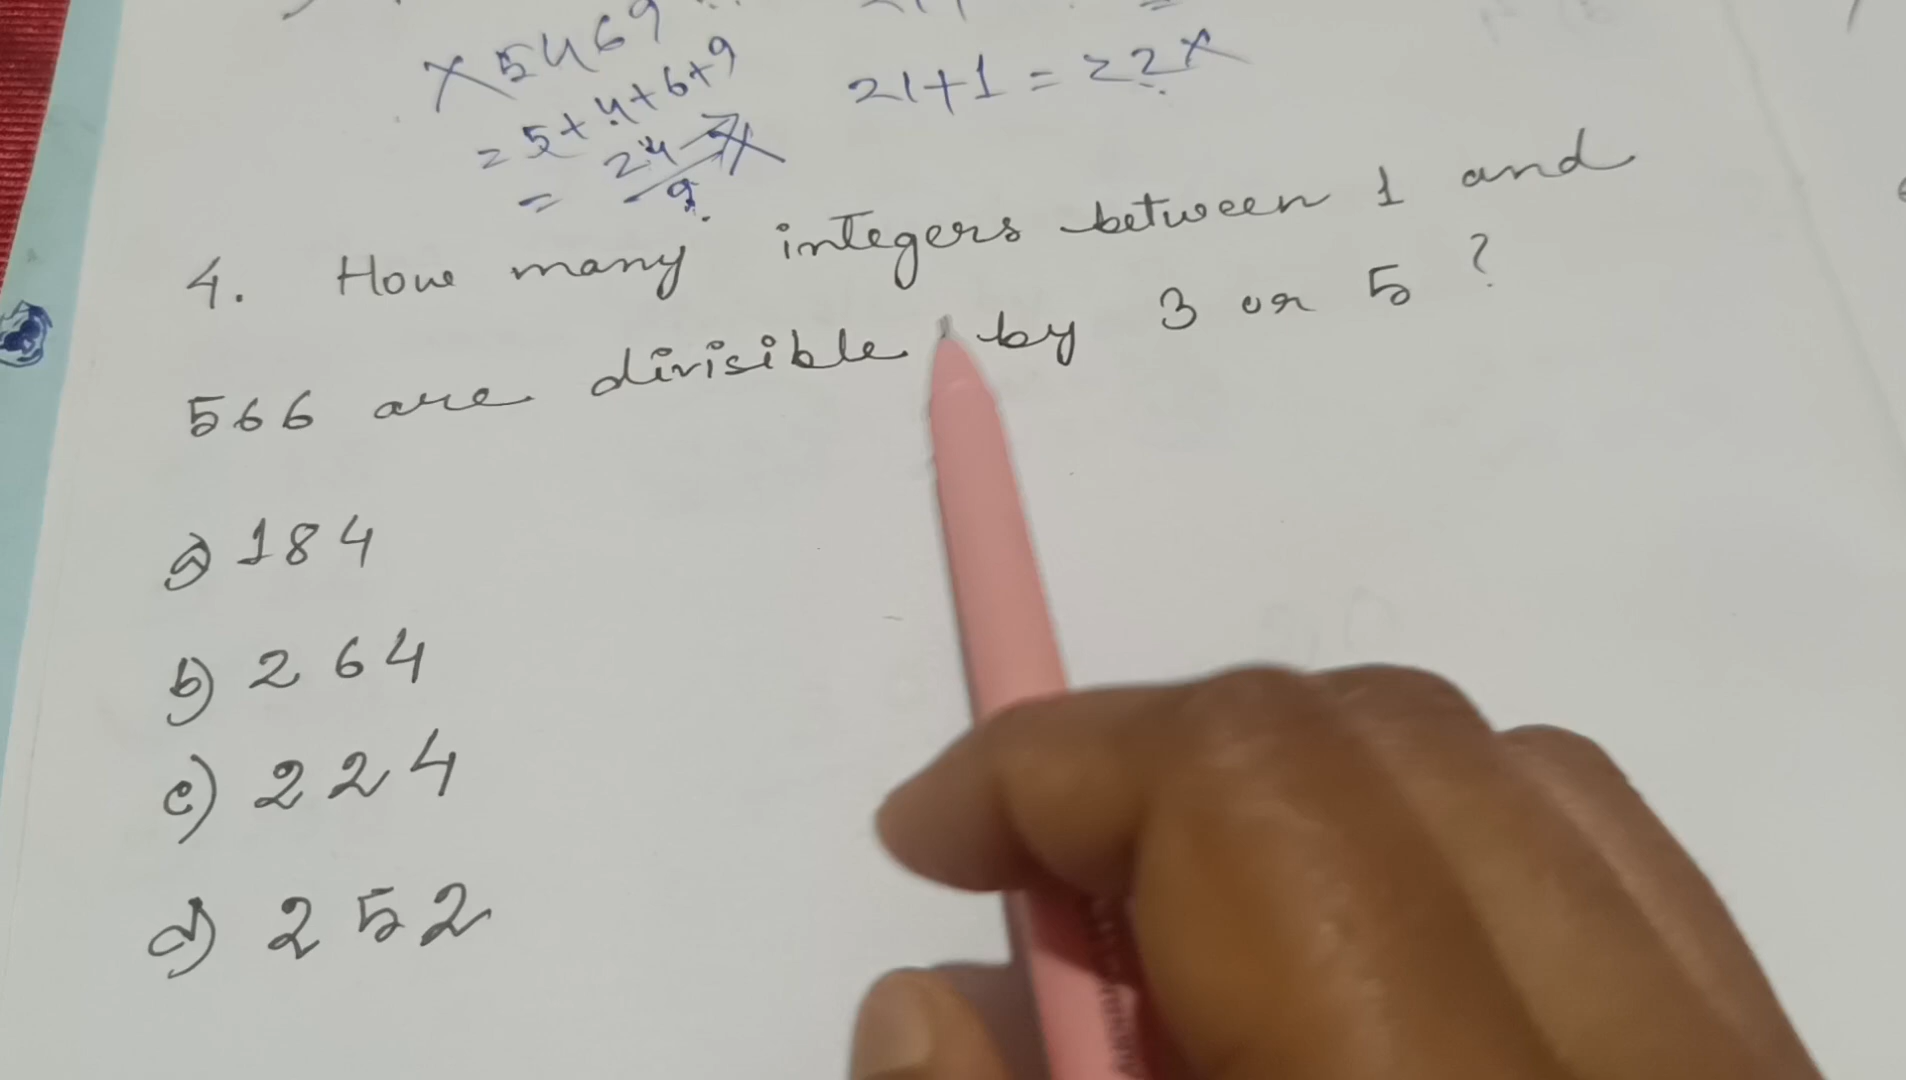 × 5469
= 5+4+6+9
= 24/9 ×
21+1 = 22 ×
4. How many integers between 1 and
566 are divisible by 3 or 5 ?
a) 184
b) 264
c) 224
d) 252